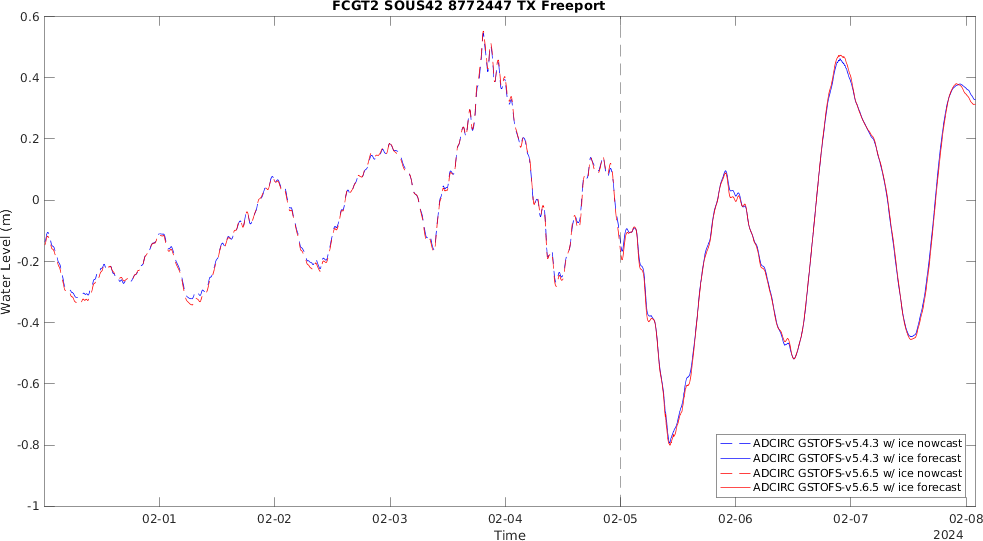 FCGT2 SOUS42 8772447 TX Freeport
Water Level (m)
0.6
0.4
0.2
0
-0.2
-0.4
-0.6
-0.8
-1
02-01
02-02
02-03
02-04
02-05
02-06
02-07
02-08
Time
2024
ADCIRC GSTOFS-v5.4.3 w/ ice nowcast
ADCIRC GSTOFS-v5.4.3 w/ ice forecast
ADCIRC GSTOFS-v5.6.5 w/ ice nowcast
ADCIRC GSTOFS-v5.6.5 w/ ice forecast